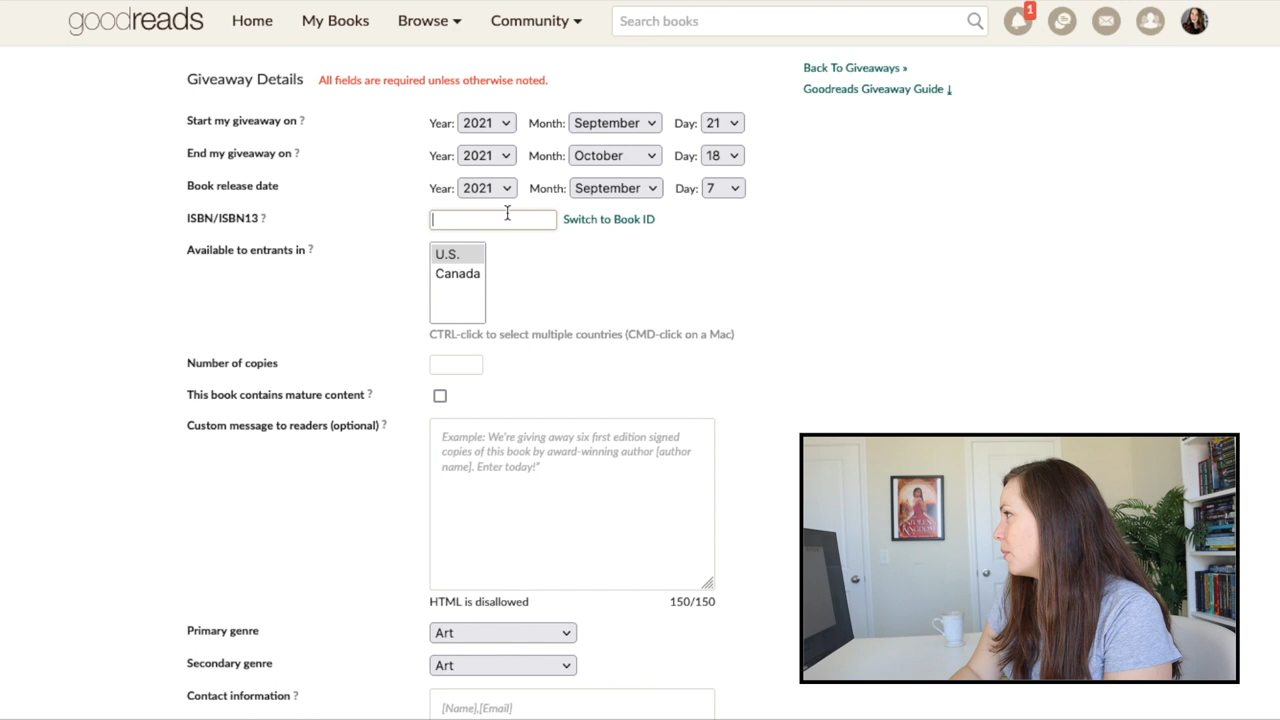 goodreads Home My Books Browse Community Search books 1
Giveaway Details All fields are required unless otherwise noted.
Back To Giveaways »
Goodreads Giveaway Guide ↓
Start my giveaway on ? Year: 2021 Month: September Day: 21
End my giveaway on ? Year: 2021 Month: October Day: 18
Book release date Year: 2021 Month: September Day: 7
ISBN/ISBN13 ? Switch to Book ID
Available to entrants in ? U.S.
Canada
CTRL-click to select multiple countries (CMD-click on a Mac)
Number of copies
This book contains mature content ?
Custom message to readers (optional) ?
Example: We're giving away six first edition signed
copies of this book by award-winning author [author
name]. Enter today!"
HTML is disallowed 150/150
Primary genre Art
Secondary genre Art
Contact information ? [Name],[Email]
STOLEN
KINGDOM